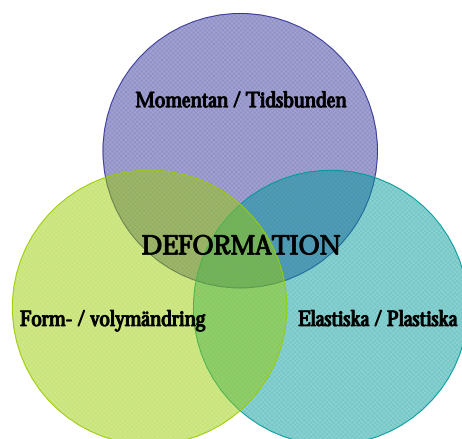 Momentan / Tidsbunden
DEFORMATION
Form- / volymändring
Elastiska / Plastiska